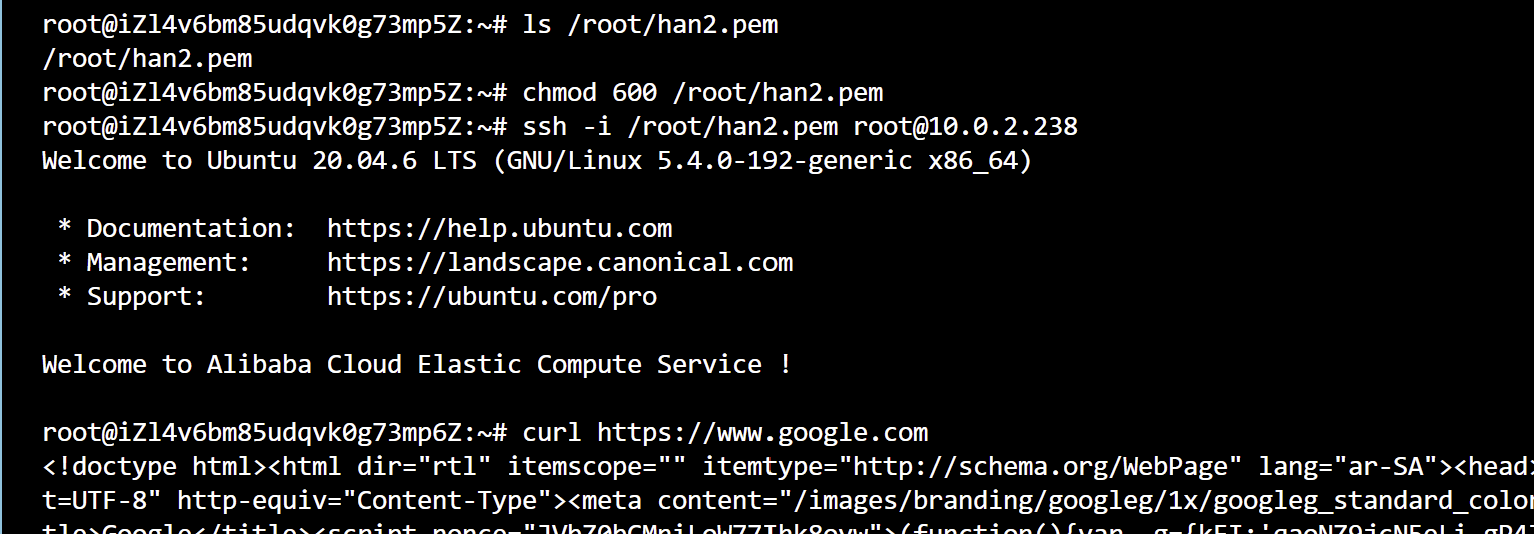 root@iZl4v6bm85udqvk0g73mp5Z:~# ls /root/han2.pem
/root/han2.pem
root@iZl4v6bm85udqvk0g73mp5Z:~# chmod 600 /root/han2.pem
root@iZl4v6bm85udqvk0g73mp5Z:~# ssh -i /root/han2.pem root@10.0.2.238
Welcome to Ubuntu 20.04.6 LTS (GNU/Linux 5.4.0-192-generic x86_64)
* Documentation:  https://help.ubuntu.com
* Management:     https://landscape.canonical.com
* Support:        https://ubuntu.com/pro
Welcome to Alibaba Cloud Elastic Compute Service !
root@iZl4v6bm85udqvk0g73mp6Z:~# curl https://www.google.com
<!doctype html><html dir="rtl" itemscope="" itemtype="http://schema.org/WebPage" lang="ar-SA"><head>
t=UTF-8" http-equiv="Content-Type"><meta content="/images/branding/googleg/1x/googleg_standard_color
tle>Google</title><script